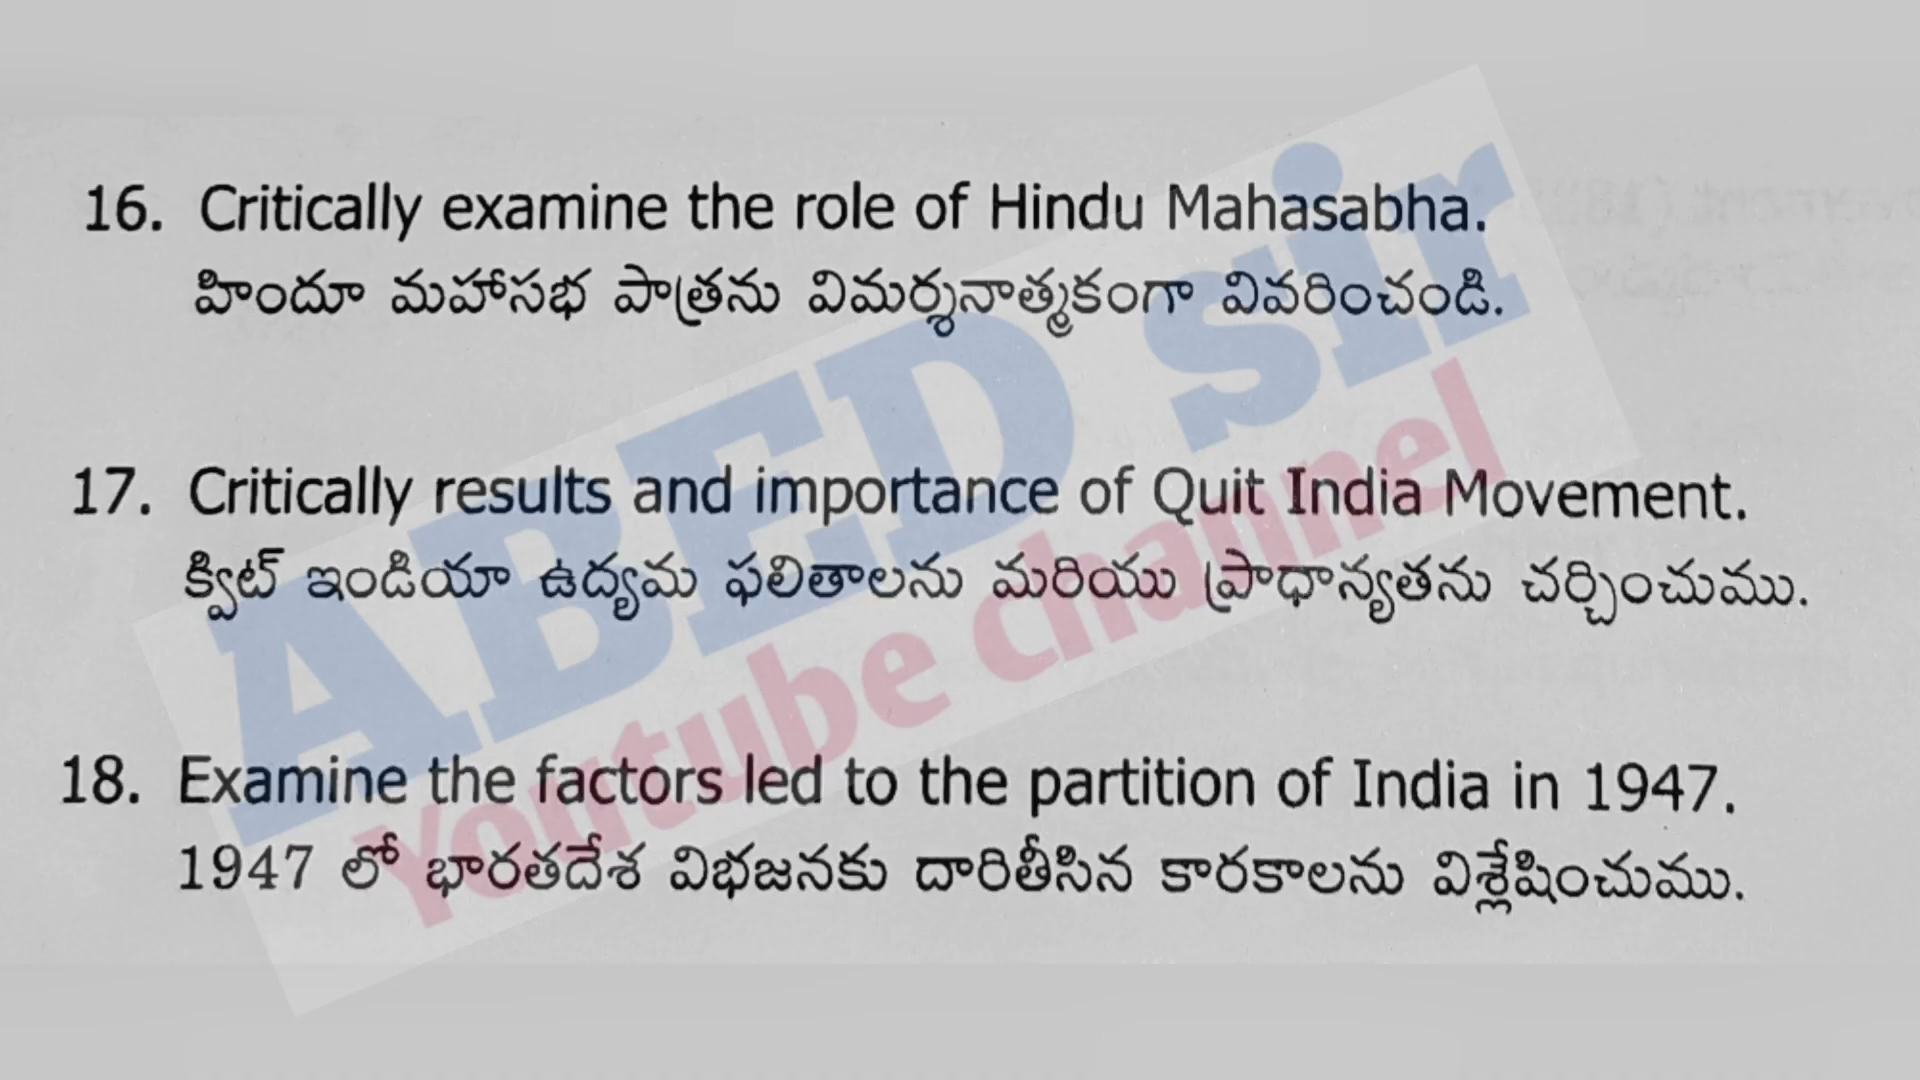 16. Critically examine the role of Hindu Mahasabha.
హిందూ మహాసభ పాత్రను విమర్శనాత్మకంగా వివరించండి.
17. Critically results and importance of Quit India Movement.
క్విట్ ఇండియా ఉద్యమ ఫలితాలను మరియు ప్రాధాన్యతను చర్చించుము.
18. Examine the factors led to the partition of India in 1947.
1947 లో భారతదేశ విభజనకు దారితీసిన కారకాలను విశ్లేషించుము.
ABED sir
Youtube channel